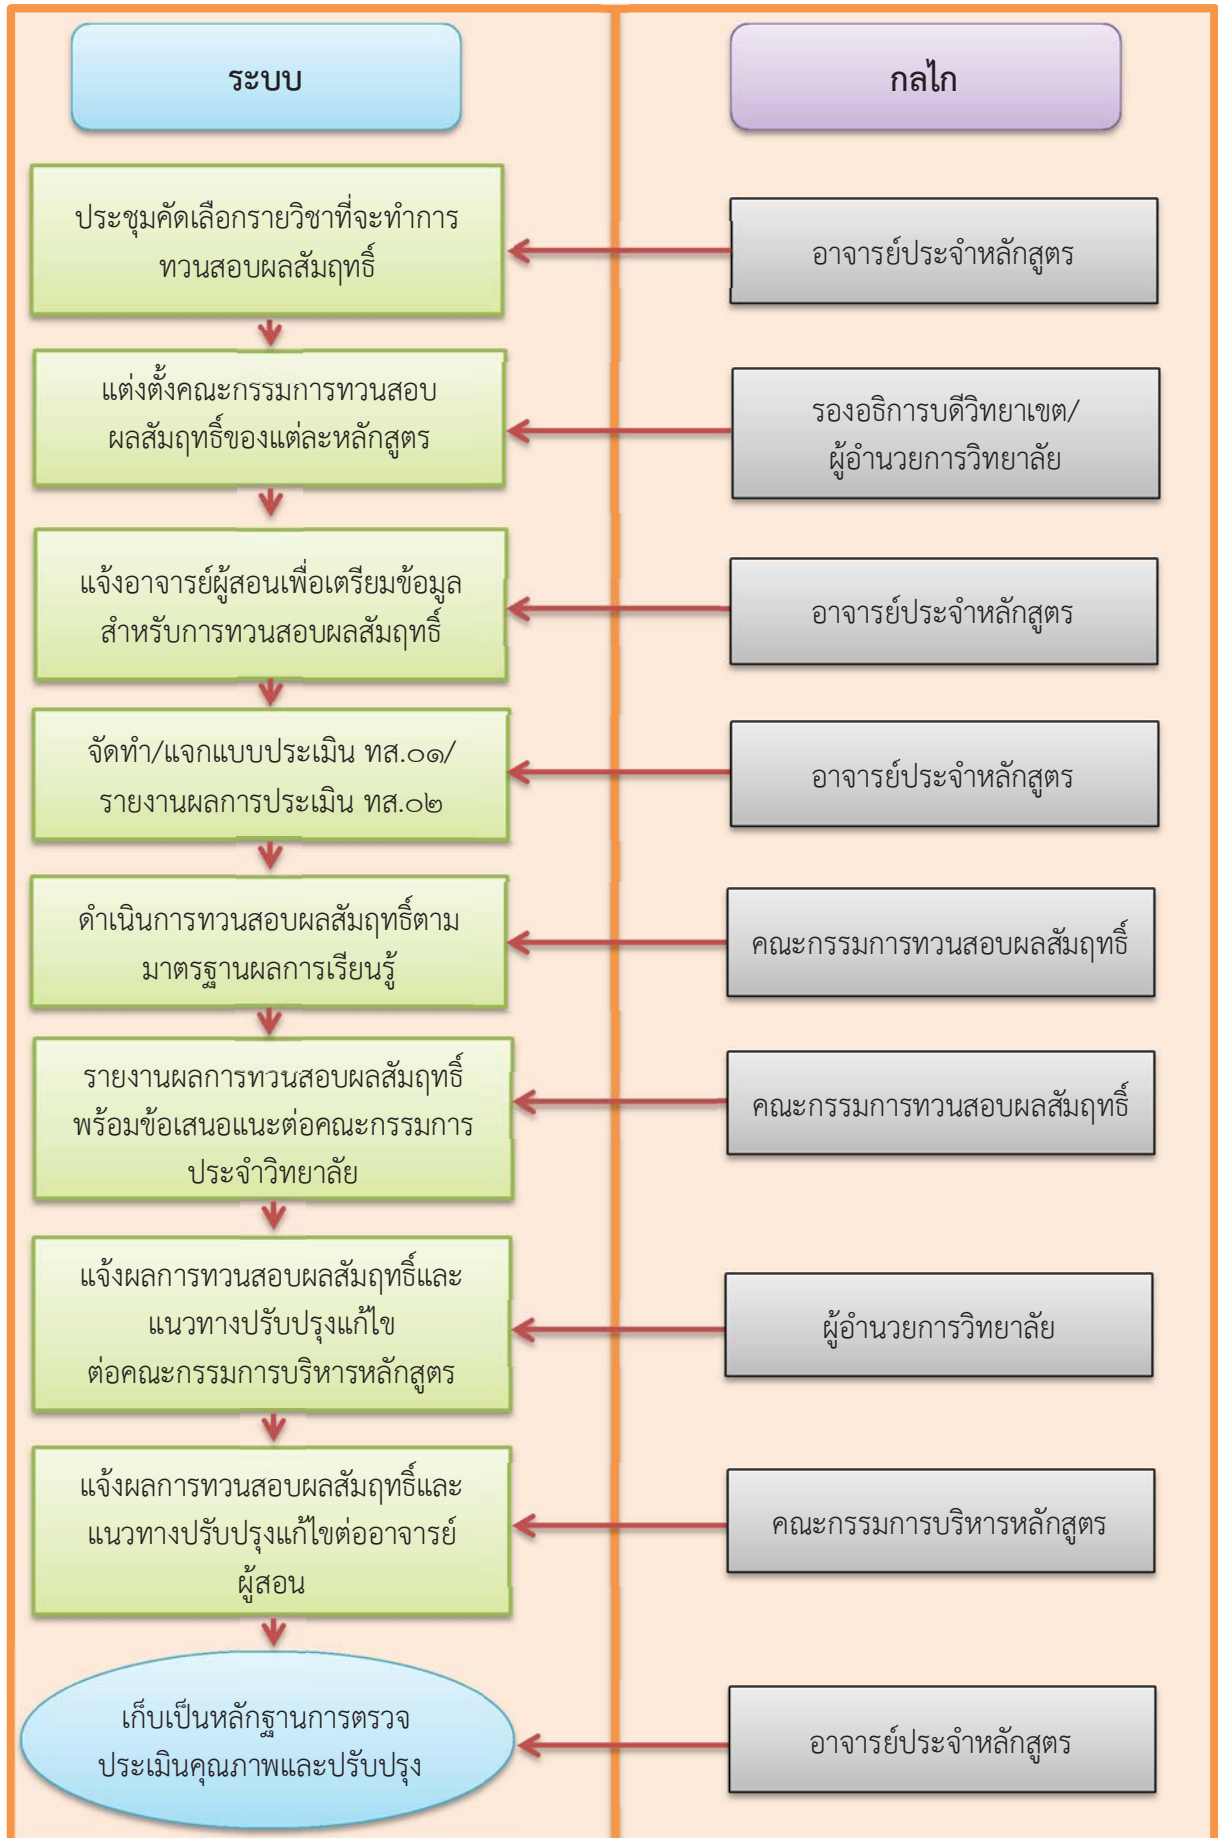 ระบบ
กลไก
ประชุมคัดเลือกรายวิชาที่จะทำการ
ทวนสอบผลสัมฤทธิ์
อาจารย์ประจำหลักสูตร
แต่งตั้งคณะกรรมการทวนสอบ
ผลสัมฤทธิ์ของแต่ละหลักสูตร
รองอธิการบดีวิทยาเขต/
ผู้อำนวยการวิทยาลัย
แจ้งอาจารย์ผู้สอนเพื่อเตรียมข้อมูล
สำหรับการทวนสอบผลสัมฤทธิ์
อาจารย์ประจำหลักสูตร
จัดทำ/แจกแบบประเมิน ทส.๐๑/
รายงานผลการประเมิน ทส.๐๒
อาจารย์ประจำหลักสูตร
ดำเนินการทวนสอบผลสัมฤทธิ์ตาม
มาตรฐานผลการเรียนรู้
คณะกรรมการทวนสอบผลสัมฤทธิ์
รายงานผลการทวนสอบผลสัมฤทธิ์
พร้อมข้อเสนอแนะต่อคณะกรรมการ
ประจำวิทยาลัย
คณะกรรมการทวนสอบผลสัมฤทธิ์
แจ้งผลการทวนสอบผลสัมฤทธิ์และ
แนวทางปรับปรุงแก้ไข
ต่อคณะกรรมการบริหารหลักสูตร
ผู้อำนวยการวิทยาลัย
แจ้งผลการทวนสอบผลสัมฤทธิ์และ
แนวทางปรับปรุงแก้ไขต่ออาจารย์
ผู้สอน
คณะกรรมการบริหารหลักสูตร
เก็บเป็นหลักฐานการตรวจ
ประเมินคุณภาพและปรับปรุง
อาจารย์ประจำหลักสูตร